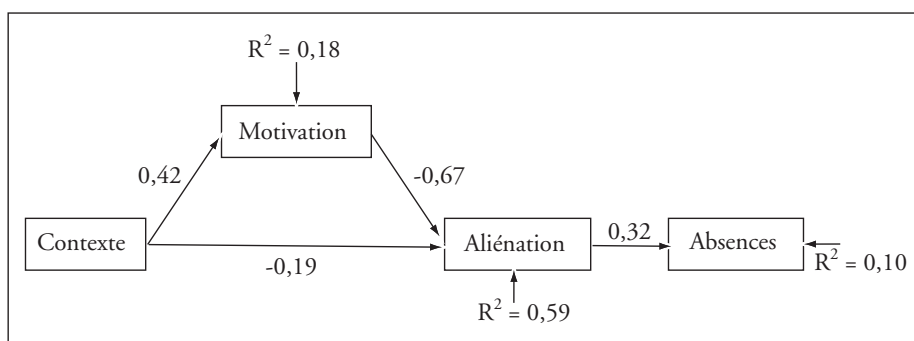 R² = 0,18
Motivation
0,42
-0,67
Contexte
Aliénation
0,32
Absences
-0,19
R² = 0,10
R² = 0,59